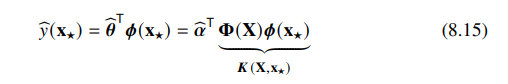 ŷ(x⋆) = θ̂ᵀϕ(x⋆) = α̂ᵀ Φ(X)ϕ(x⋆) (8.15)
K(X,x⋆)